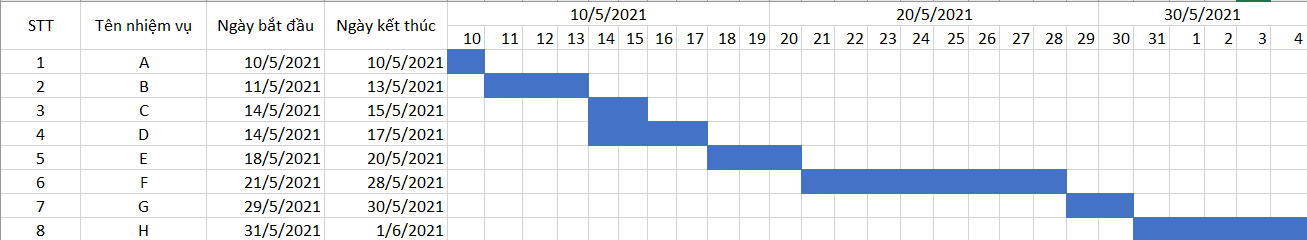 STT Tên nhiệm vụ Ngày bắt đầu Ngày kết thúc 10/5/2021 20/5/2021 30/5/2021
10 11 12 13 14 15 16 17 18 19 20 21 22 23 24 25 26 27 28 29 30 31 1 2 3 4
1 A 10/5/2021 10/5/2021
2 B 11/5/2021 13/5/2021
3 C 14/5/2021 15/5/2021
4 D 14/5/2021 17/5/2021
5 E 18/5/2021 20/5/2021
6 F 21/5/2021 28/5/2021
7 G 29/5/2021 30/5/2021
8 H 31/5/2021 1/6/2021